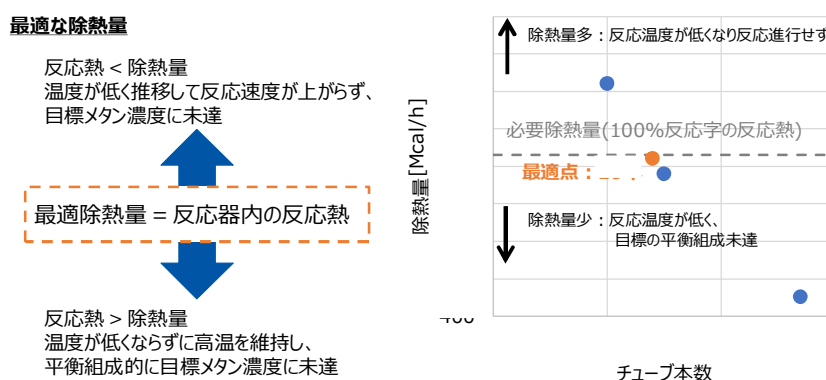 最適な除熱量
反応熱 < 除熱量
温度が低く推移して反応速度が上がらず、
目標メタン濃度に未達
最適除熱量 = 反応器内の反応熱
反応熱 > 除熱量
温度が低くならずに高温を維持し、
平衡組成的に目標メタン濃度に未達
除熱量多：反応温度が低くなり反応進行せず
必要除熱量(100%反応字の反応熱)
最適点：
除熱量少：反応温度が低く、
目標の平衡組成未達
除熱量[Mcal/h]
チューブ本数